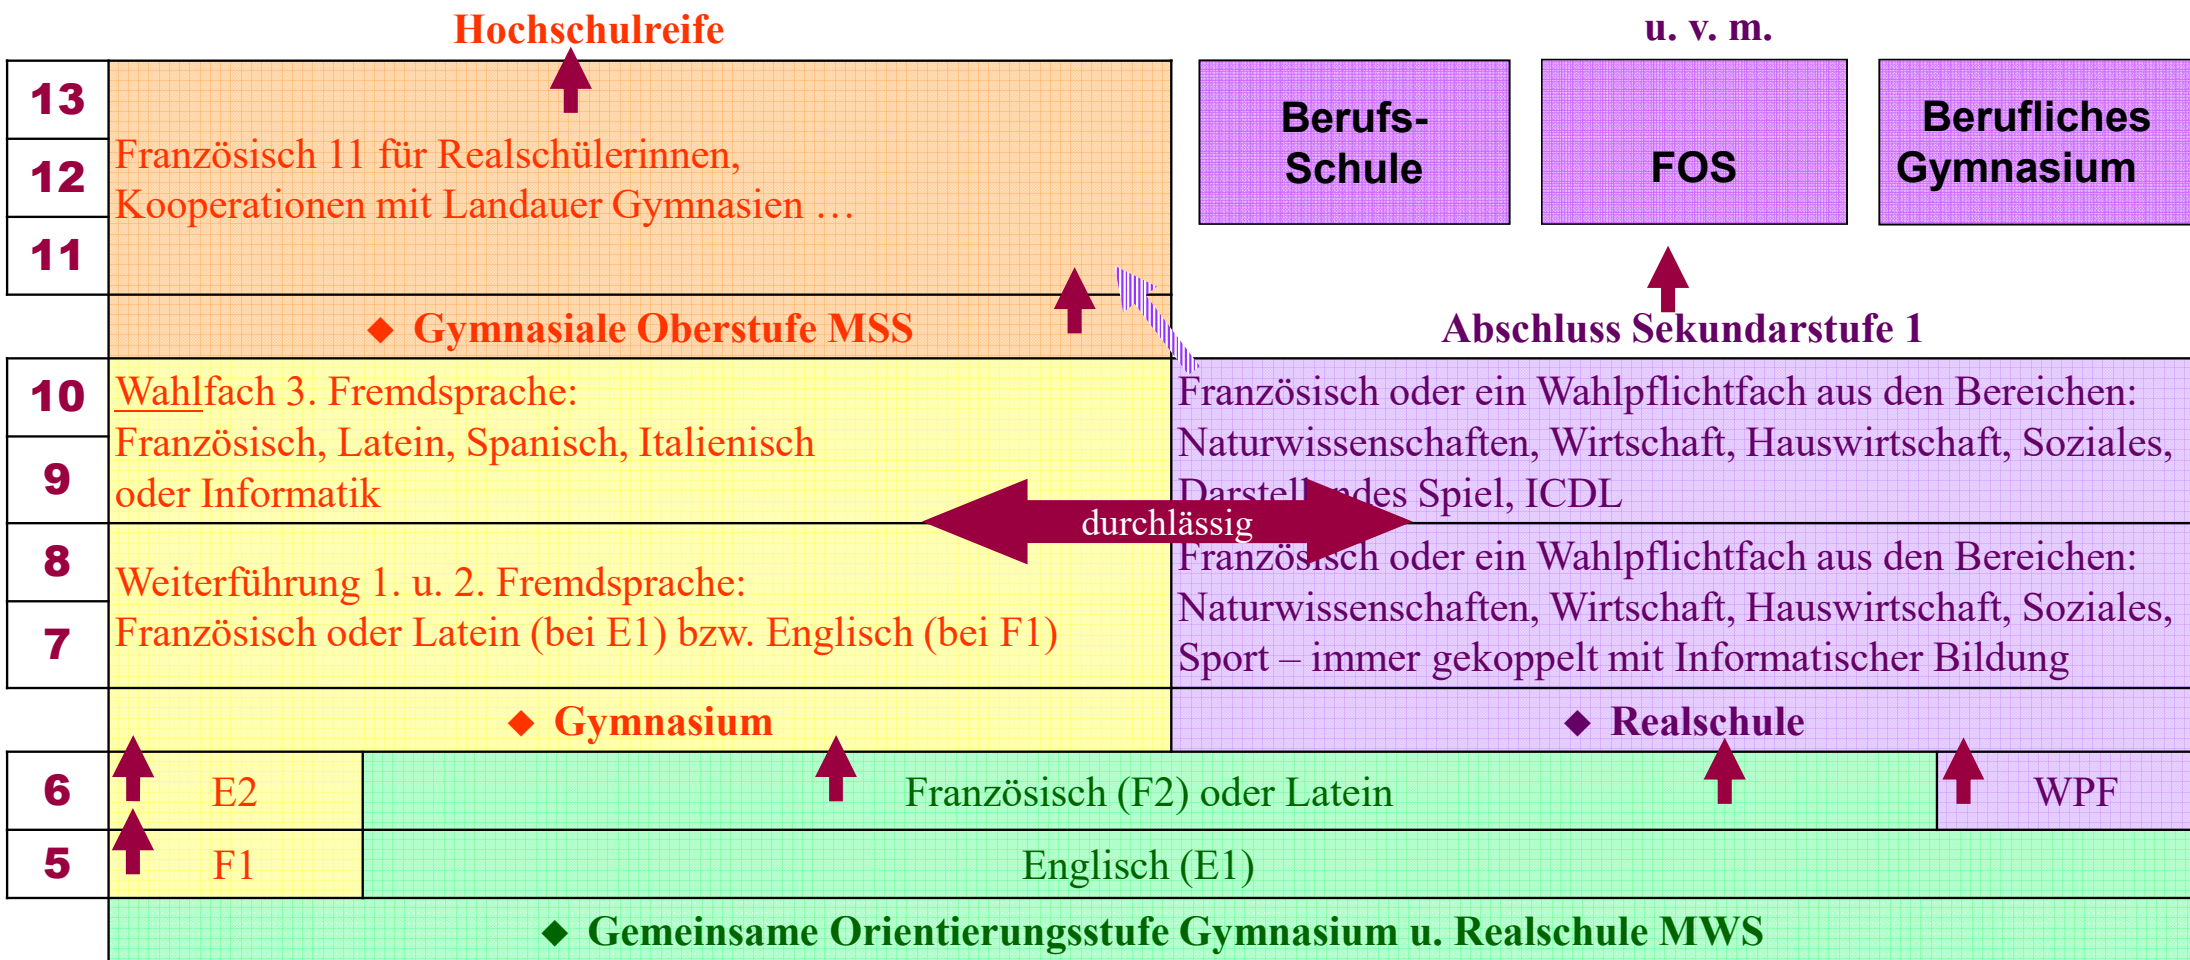 Hochschulreife
u. v. m.
13
12
11
Französisch 11 für Realschülerinnen,
Kooperationen mit Landauer Gymnasien …
Berufs-
Schule
FOS
Berufliches
Gymnasium
◆ Gymnasiale Oberstufe MSS
Abschluss Sekundarstufe 1
10
9
Wahlfach 3. Fremdsprache:
Französisch, Latein, Spanisch, Italienisch
oder Informatik
Französisch oder ein Wahlpflichtfach aus den Bereichen:
Naturwissenschaften, Wirtschaft, Hauswirtschaft, Soziales,
Darstellendes Spiel, ICDL
durchlässig
8
7
Weiterführung 1. u. 2. Fremdsprache:
Französisch oder Latein (bei E1) bzw. Englisch (bei F1)
Französisch oder ein Wahlpflichtfach aus den Bereichen:
Naturwissenschaften, Wirtschaft, Hauswirtschaft, Soziales,
Sport – immer gekoppelt mit Informatischer Bildung
◆ Gymnasium
◆ Realschule
6
E2
Französisch (F2) oder Latein
WPF
5
F1
Englisch (E1)
◆ Gemeinsame Orientierungsstufe Gymnasium u. Realschule MWS